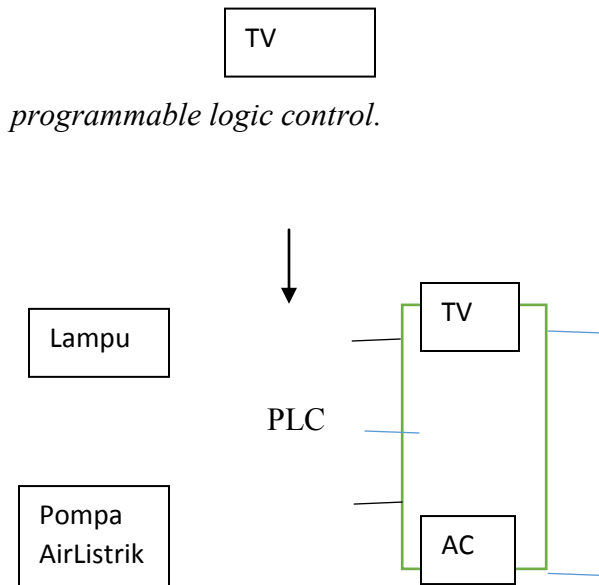 TV
programmable logic control.
TV
Lampu
PLC
Pompa
AirListrik
AC